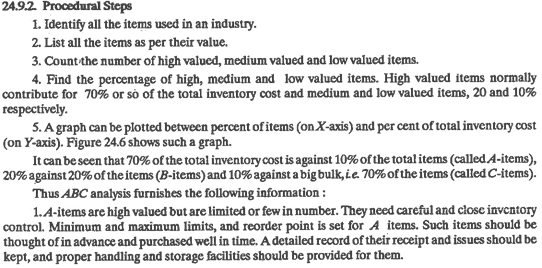 24.9.2. Procedural Steps
1. Identify all the items used in an industry.
2. List all the items as per their value.
3. Count the number of high valued, medium valued and low valued items.
4. Find the percentage of high, medium and low valued items. High valued items normally
contribute for 70% or so of the total inventory cost and medium and low valued items, 20 and 10%
respectively.
5. A graph can be plotted between percent of items (on X-axis) and per cent of total inventory cost
(on Y-axis). Figure 24.6 shows such a graph.
It can be seen that 70% of the total inventory cost is against 10% of the total items (called A-items),
20% against 20% of the items (B-items) and 10% against a big bulk, i.e. 70% of the items (called C-items).
Thus ABC analysis furnishes the following information :
1. A-items are high valued but are limited or few in number. They need careful and close inventory
control. Minimum and maximum limits, and reorder point is set for A items. Such items should be
thought of in advance and purchased well in time. A detailed record of their receipt and issues should be
kept, and proper handling and storage facilities should be provided for them.